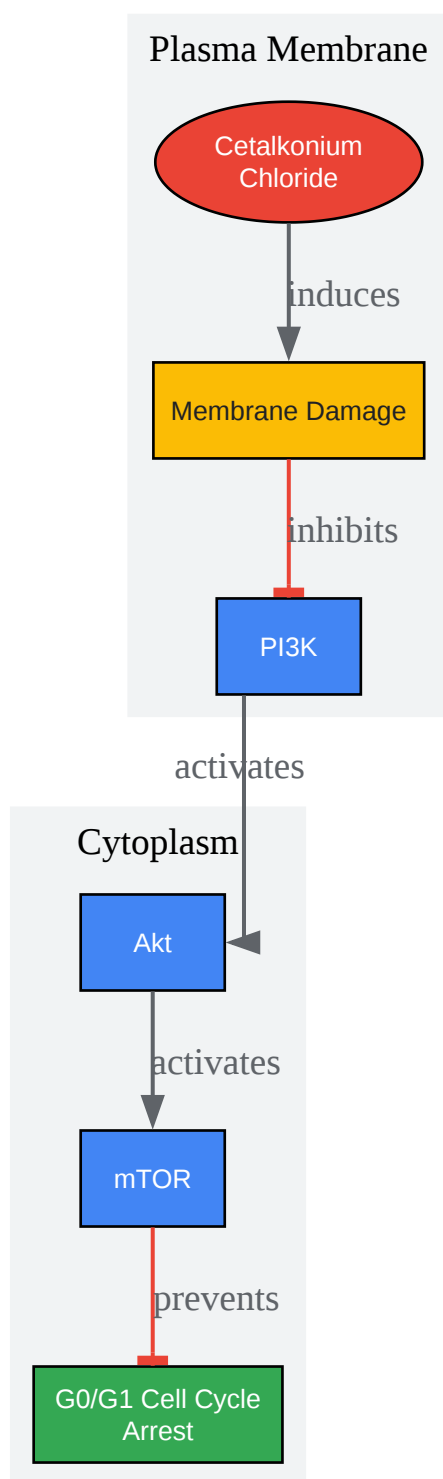 Plasma Membrane
Cetalkonium
Chloride
induces
Membrane Damage
inhibits
PI3K
activates
Cytoplasm
Akt
activates
mTOR
prevents
G0/G1 Cell Cycle
Arrest